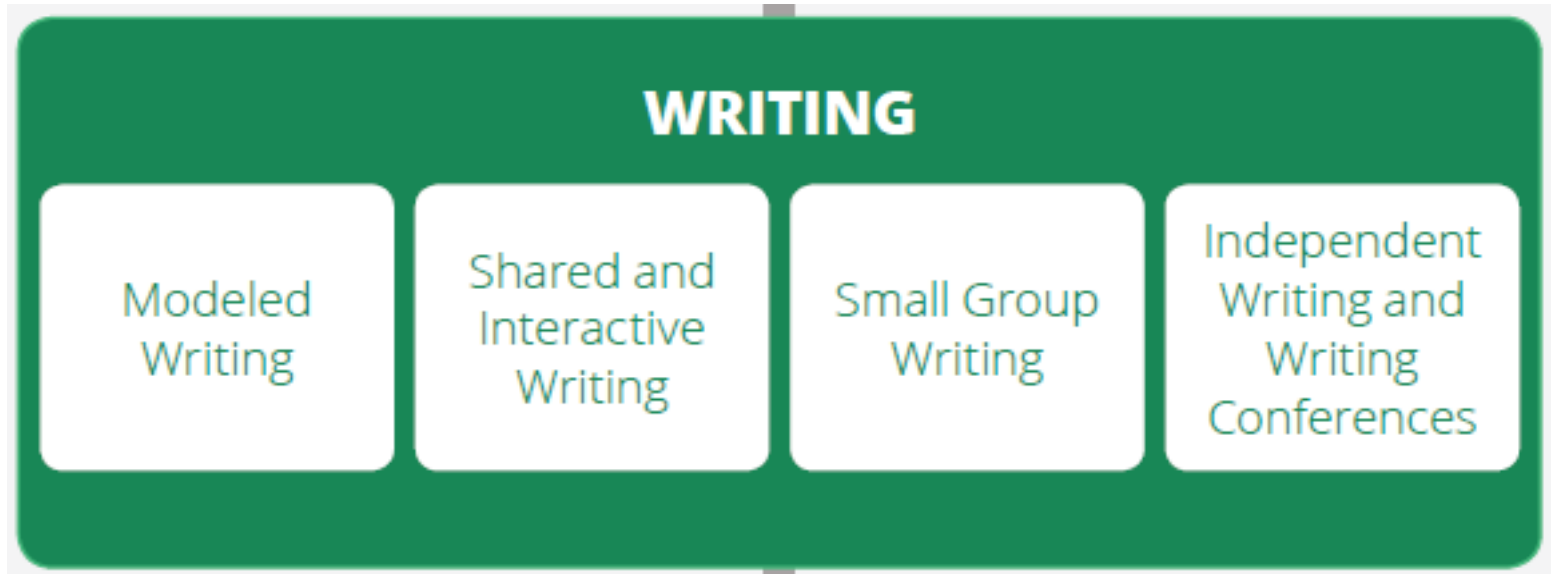 WRITING
Modeled
Writing
Shared and
Interactive
Writing
Small Group
Writing
Independent
Writing and
Writing
Conferences